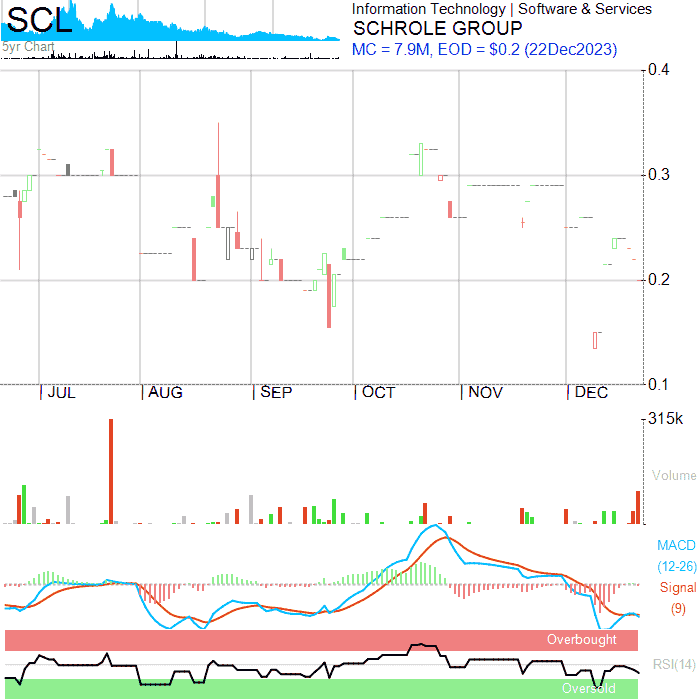 SCL
5yr Chart
Information Technology | Software & Services
SCHROLE GROUP
MC = 7.9M, EOD = $0.2 (22Dec2023)
0.4
0.3
0.2
0.1
JUL AUG SEP OCT NOV DEC
315k
Volume
MACD
(12-26)
Signal
(9)
Overbought
RSI(14)
Oversold